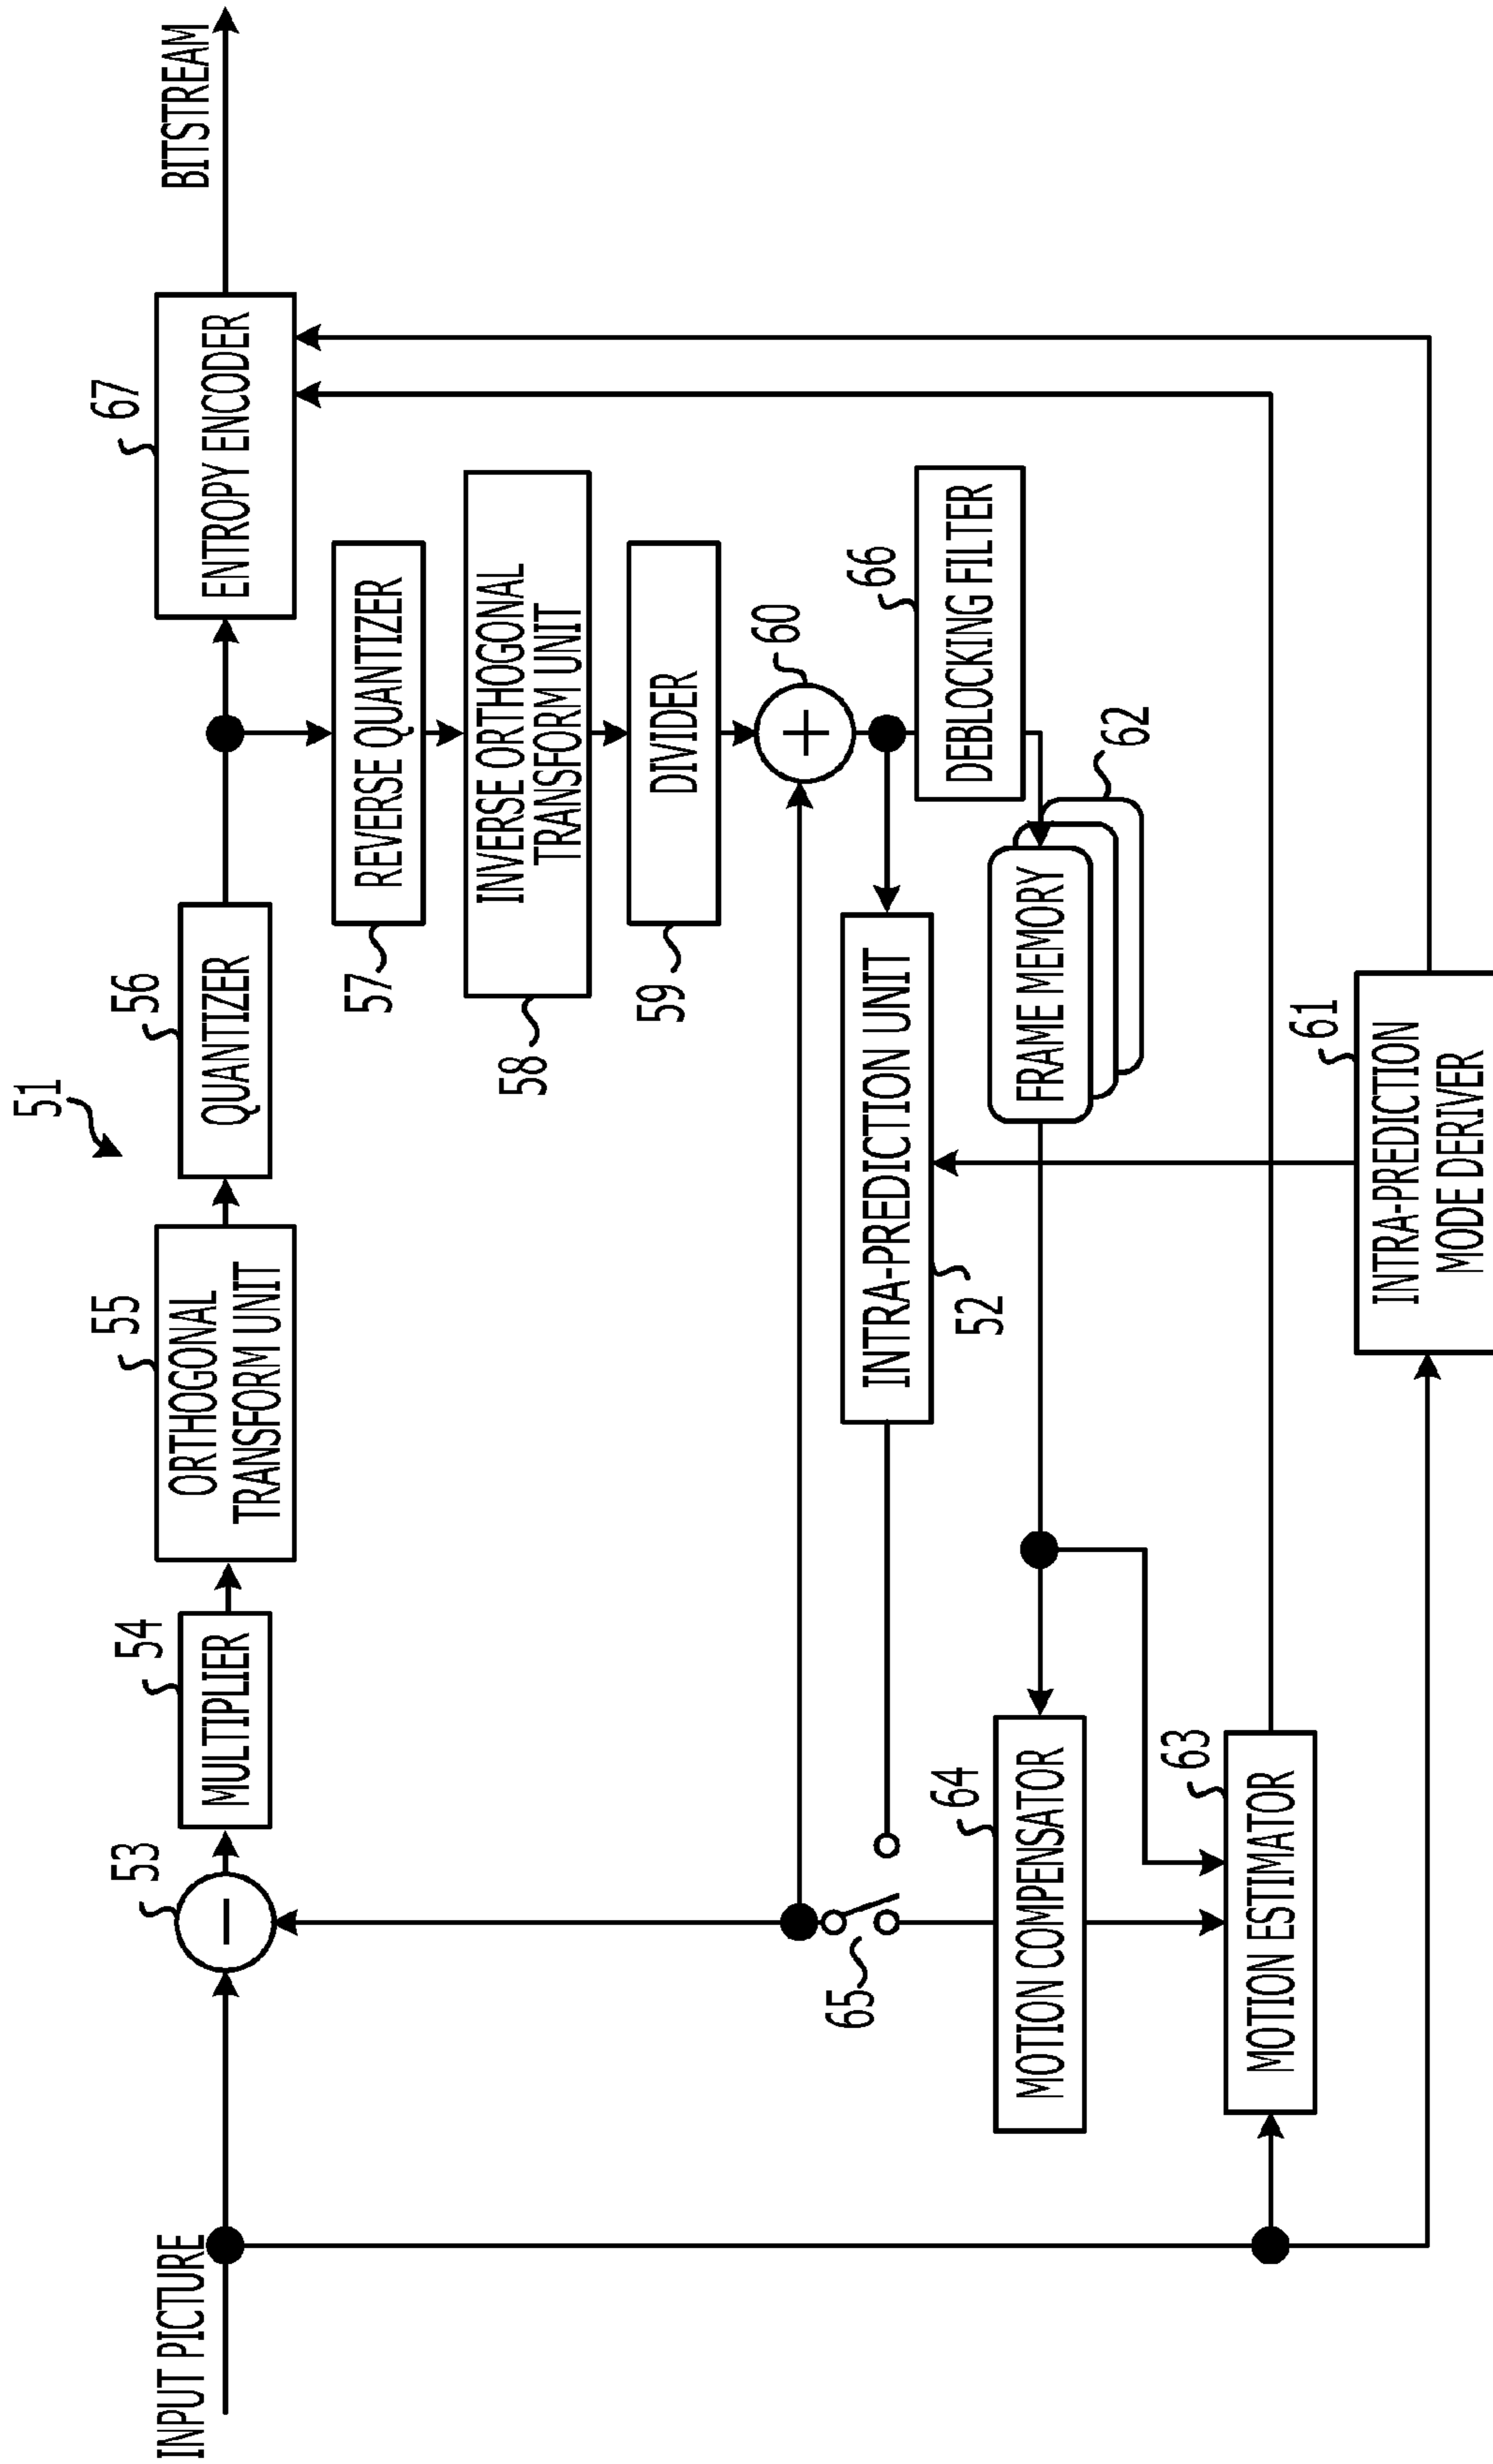 51
INPUT PICTURE
53
54
MULTIPLIER
55
ORTHOGONAL
TRANSFORM UNIT
56
QUANTIZER
67
ENTROPY ENCODER
BITSTREAM
57
REVERSE QUANTIZER
58
INVERSE ORTHOGONAL
TRANSFORM UNIT
59
DIVIDER
60
65
52
INTRA-PREDICTION UNIT
66
DEBLOCKING FILTER
64
MOTION COMPENSATOR
FRAME MEMORY
62
63
MOTION ESTIMATOR
61
INTRA-PREDICTION
MODE DERIVER